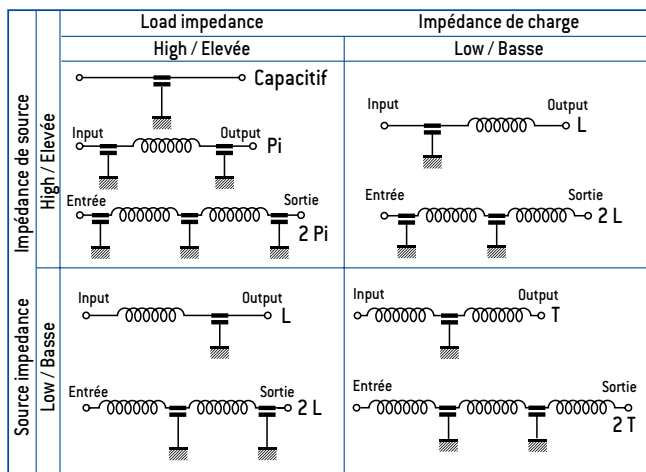 Load impedance Impédance de charge
High / Elevée Low / Basse
Source impedance Impédance de source
High / Elevée
Capacitif
Input Output Pi
Entrée Sortie 2 Pi
Input Output L
Entrée Sortie 2 L
Low / Basse
Input Output L
Entrée Sortie 2 L
Input Output T
Entrée Sortie 2 T